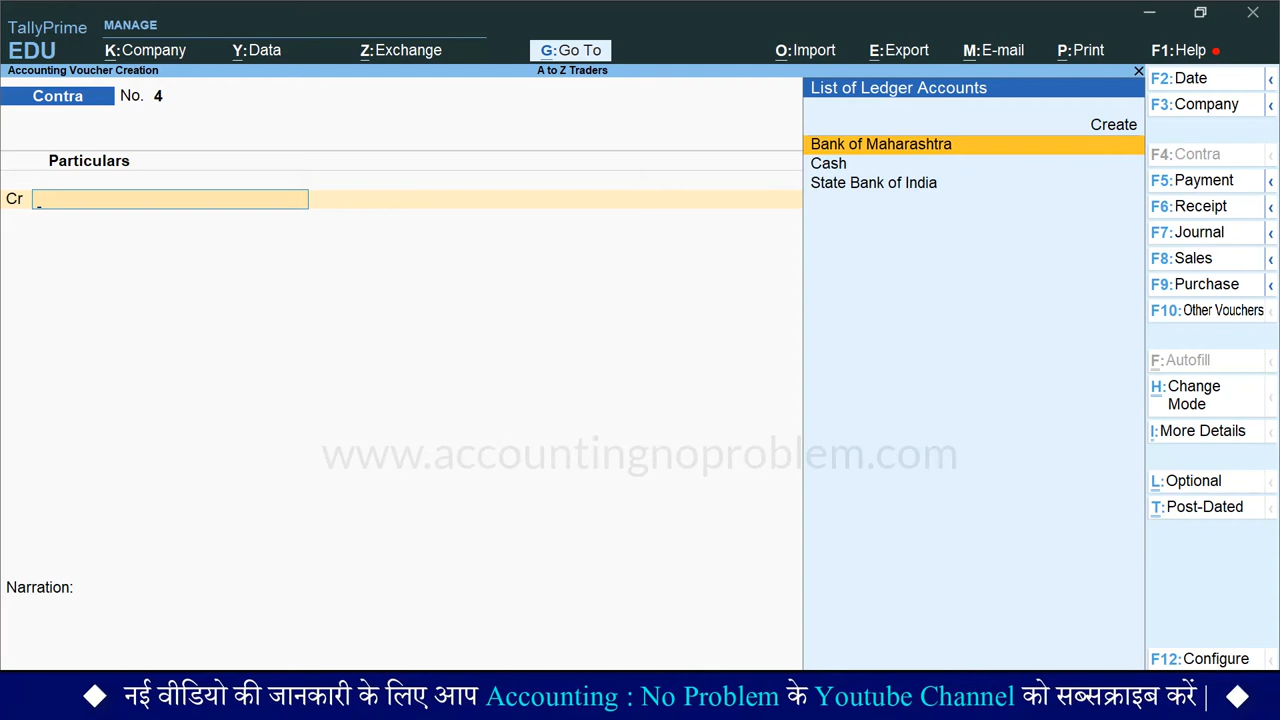 TallyPrime
EDU
MANAGE
K:Company Y:Data Z:Exchange G:Go To O:Import E:Export M:E-mail P:Print F1:Help
Accounting Voucher Creation A to Z Traders
Contra No. 4
Particulars
Cr
List of Ledger Accounts
Create
Bank of Maharashtra
Cash
State Bank of India
F2:Date
F3:Company
F4:Contra
F5:Payment
F6:Receipt
F7:Journal
F8:Sales
F9:Purchase
F10:Other Vouchers
F:Autofill
H:Change
Mode
I:More Details
L:Optional
T:Post-Dated
www.accountingnoproblem.com
Narration:
F12:Configure
नई वीडियो की जानकारी के लिए आप Accounting : No Problem के Youtube Channel को सब्सक्राइब करें |